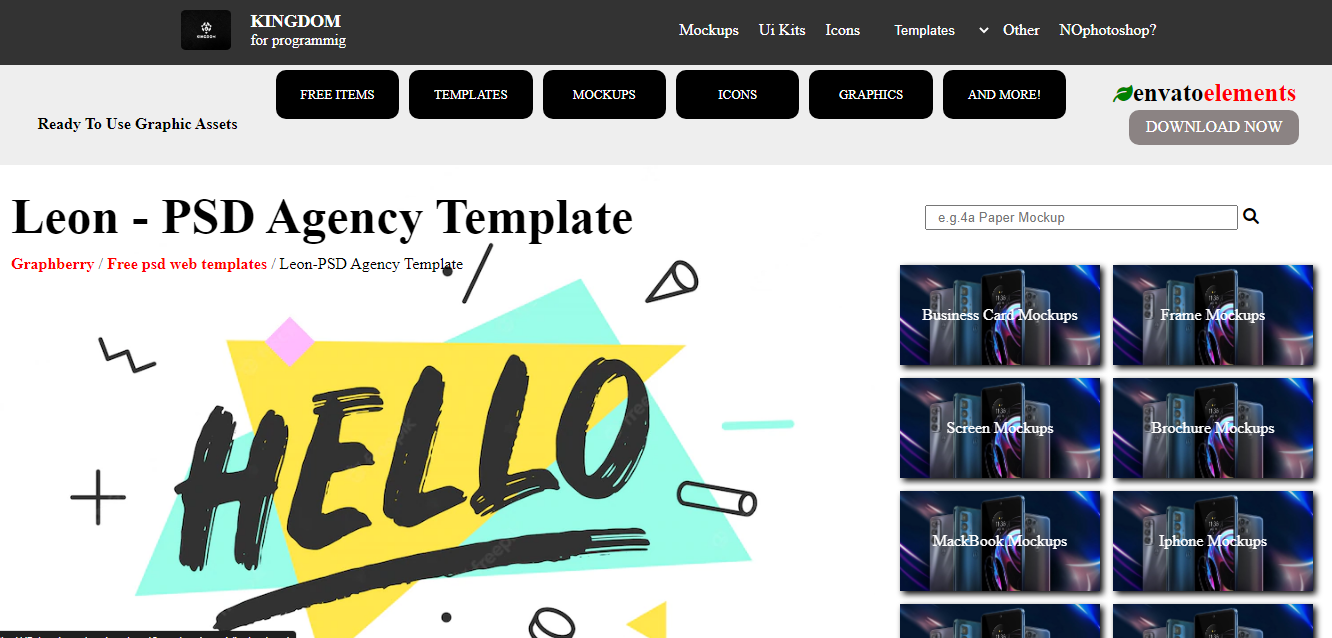 KINGDOM
for programmig
Mockups
Ui Kits
Icons
Templates
Other
NOphotoshop?
KINGDOM
Ready To Use Graphic Assets
FREE ITEMS
TEMPLATES
MOCKUPS
ICONS
GRAPHICS
AND MORE!
envatoelements
DOWNLOAD NOW
Leon - PSD Agency Template
Graphberry / Free psd web templates / Leon-PSD Agency Template
e.g.4a Paper Mockup
HELLO
Business Card Mockups
Frame Mockups
Screen Mockups
Brochure Mockups
MackBook Mockups
Iphone Mockups